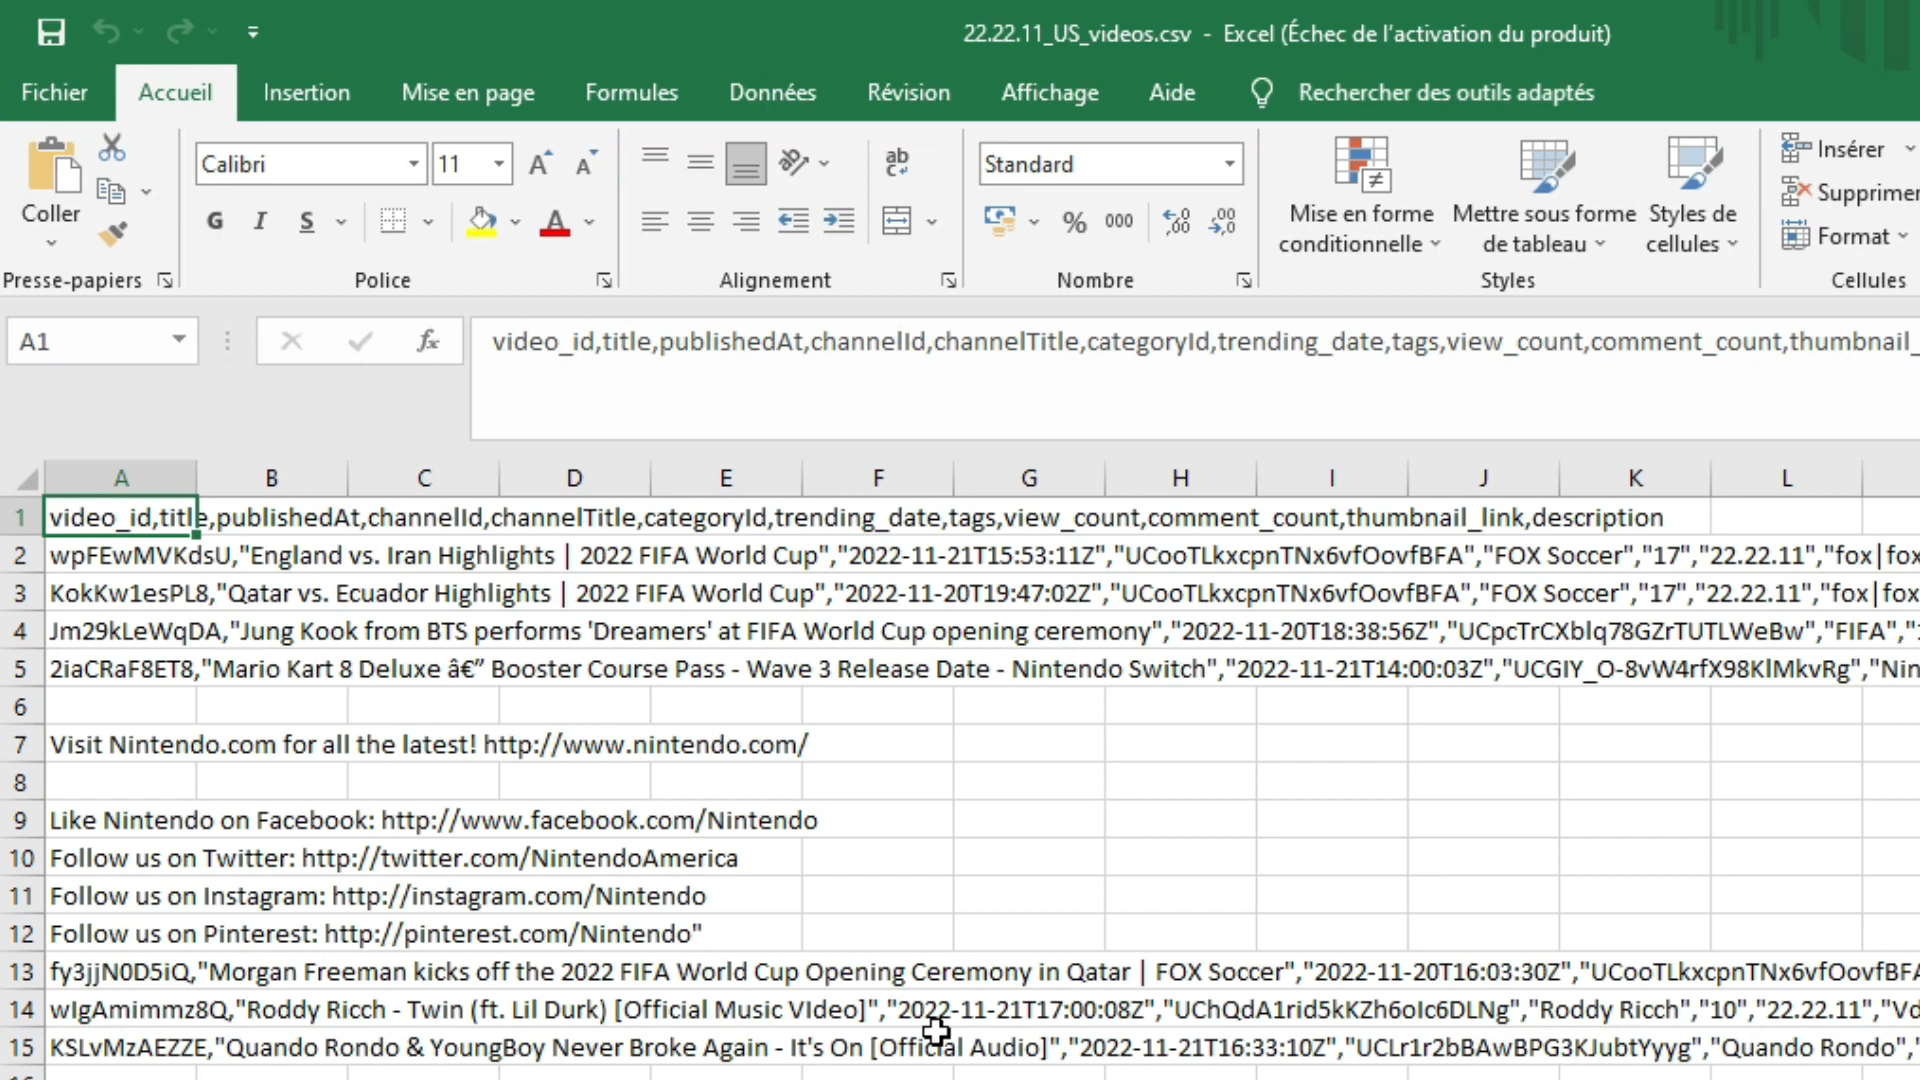 22.22.11_US_videos.csv - Excel (Échec de l'activation du produit)
Fichier Accueil Insertion Mise en page Formules Données Révision Affichage Aide Rechercher des outils adaptés
Coller
Presse-papiers
Calibri 11
G I S
Police
Alignement
Standard
% 000
Nombre
Mise en forme conditionnelle
Mettre sous forme de tableau
Styles de cellules
Styles
Insérer
Supprimer
Format
Cellules
A1 fx video_id,title,publishedAt,channelId,channelTitle,categoryId,trending_date,tags,view_count,comment_count,thumbnail_
A B C D E F G H I J K L
1 video_id,title,publishedAt,channelId,channelTitle,categoryId,trending_date,tags,view_count,comment_count,thumbnail_link,description
2 wpFEwMVKdsU,"England vs. Iran Highlights | 2022 FIFA World Cup","2022-11-21T15:53:11Z","UCooTLkxcpnTNx6vfOovfBFA","FOX Soccer","17","22.22.11","fox|fox
3 KokKw1esPL8,"Qatar vs. Ecuador Highlights | 2022 FIFA World Cup","2022-11-20T19:47:02Z","UCooTLkxcpnTNx6vfOovfBFA","FOX Soccer","17","22.22.11","fox|fox
4 Jm29kLeWqDA,"Jung Kook from BTS performs 'Dreamers' at FIFA World Cup opening ceremony","2022-11-20T18:38:56Z","UCpcTrCXblq78GZrTUTLWeBw","FIFA","
5 2iaCRaF8ET8,"Mario Kart 8 Deluxe â€” Booster Course Pass - Wave 3 Release Date - Nintendo Switch","2022-11-21T14:00:03Z","UCGIY_O-8vW4rfX98KlMkvRg","Nin
6
7 Visit Nintendo.com for all the latest! http://www.nintendo.com/
8
9 Like Nintendo on Facebook: http://www.facebook.com/Nintendo
10 Follow us on Twitter: http://twitter.com/NintendoAmerica
11 Follow us on Instagram: http://instagram.com/Nintendo
12 Follow us on Pinterest: http://pinterest.com/Nintendo"
13 fy3jjN0D5iQ,"Morgan Freeman kicks off the 2022 FIFA World Cup Opening Ceremony in Qatar | FOX Soccer","2022-11-20T16:03:30Z","UCooTLkxcpnTNx6vfOovfBFA
14 wIgAmimmz8Q,"Roddy Ricch - Twin (ft. Lil Durk) [Official Music VIdeo]","2022-11-21T17:00:08Z","UChQdA1rid5kKZh6oIc6DLNg","Roddy Ricch","10","22.22.11","Vd
15 KSLvMzAEZZE,"Quando Rondo & YoungBoy Never Broke Again - It's On [Official Audio]","2022-11-21T16:33:10Z","UCLr1r2bBAwBPG3KJubtYyyg","Quando Rondo","